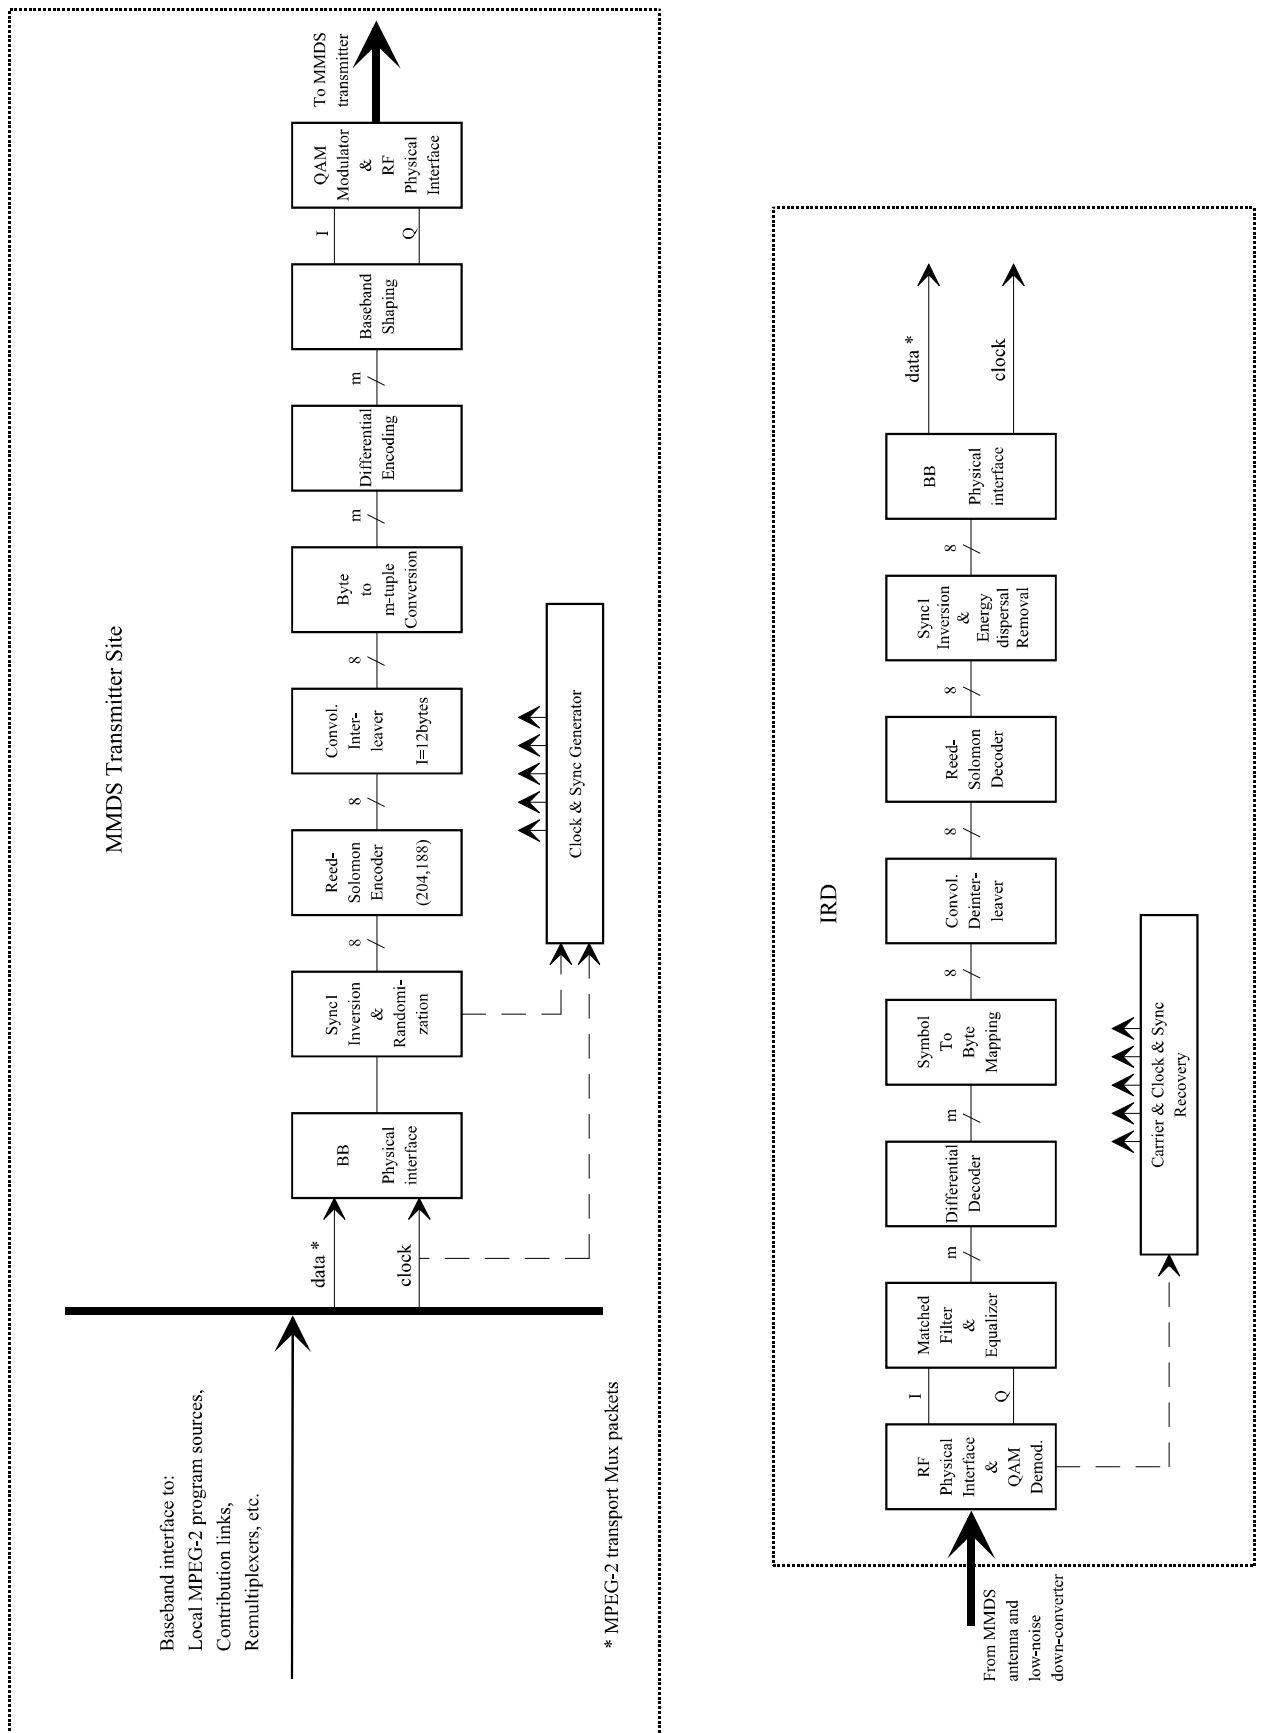 MMDS Transmitter Site
Baseband interface to:
Local MPEG-2 program sources,
Contribution links,
Remultiplexers, etc.
data *
clock
BB
Physical
interface
Sync1
Inversion
&
Randomi-
zation
8
Reed-
Solomon
Encoder
(204,188)
8
Convol.
Inter-
leaver
I=12bytes
8
Byte
to
m-tuple
Conversion
m
Differential
Encoding
m
Baseband
Shaping
I
Q
QAM
Modulator
&
RF
Physical
Interface
To MMDS
transmitter
Clock & Sync Generator
* MPEG-2 transport Mux packets
IRD
From MMDS
antenna and
low-noise
down-converter
RF
Physical
Interface
&
QAM
Demod.
I
Q
Matched
Filter
&
Equalizer
m
Differential
Decoder
m
Symbol
To
Byte
Mapping
8
Convol.
Deinter-
leaver
8
Reed-
Solomon
Decoder
8
Sync1
Inversion
&
Energy
dispersal
Removal
8
BB
Physical
interface
data *
clock
Carrier & Clock & Sync
Recovery